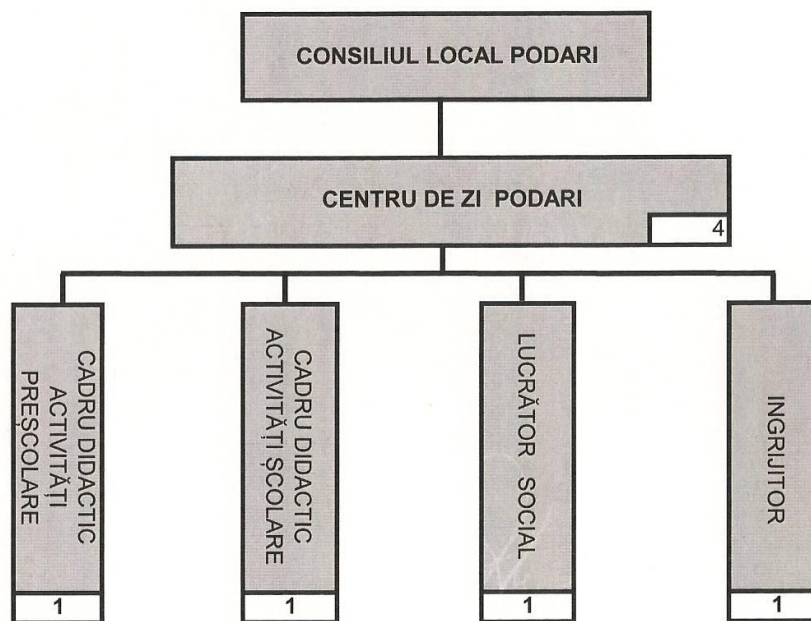 CONSILIUL LOCAL PODARI
CENTRU DE ZI PODARI
4
CADRU DIDACTIC
ACTIVITĂȚI
PREȘCOLARE
1
CADRU DIDACTIC
ACTIVITĂȚI ȘCOLARE
1
LUCRĂTOR SOCIAL
1
INGRIJITOR
1